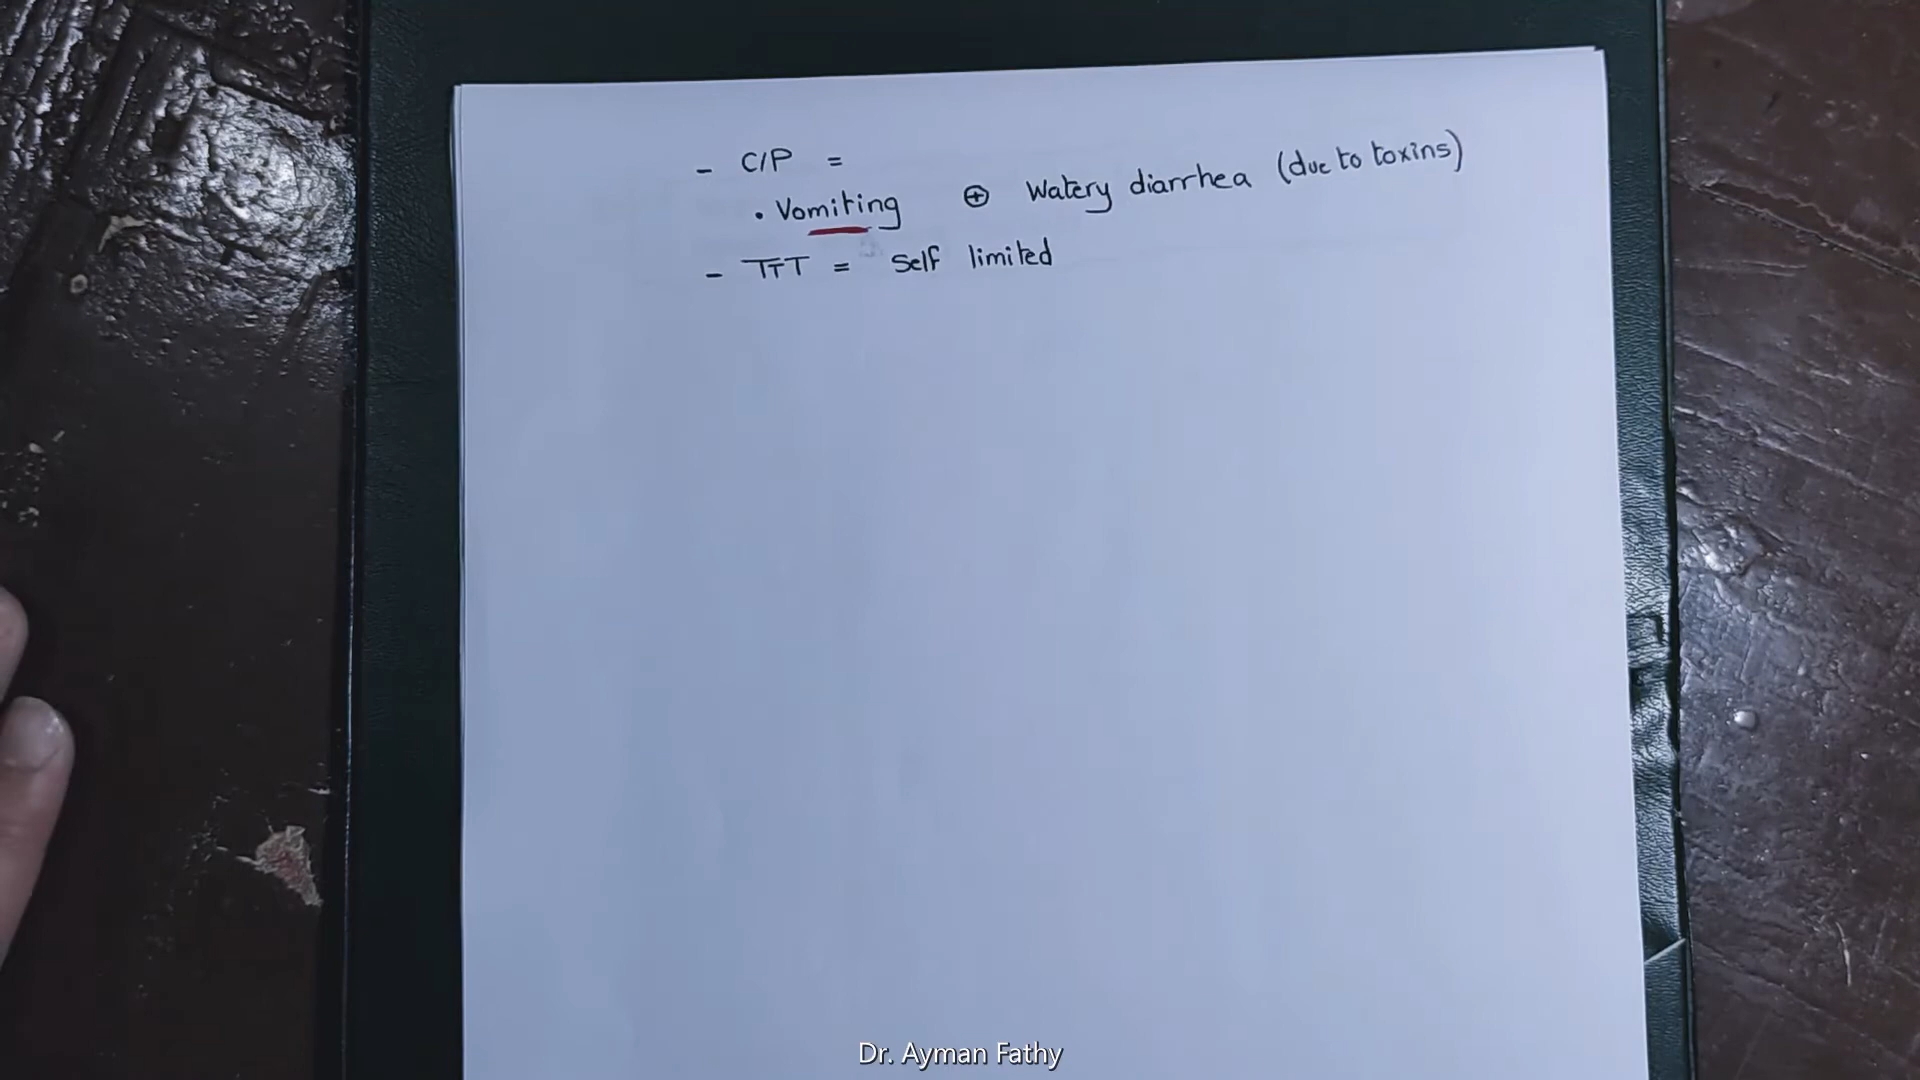 - C/P =
• Vomiting ⊕ Watery diarrhea (due to toxins)
- TTT = Self limited
Dr. Ayman Fathy